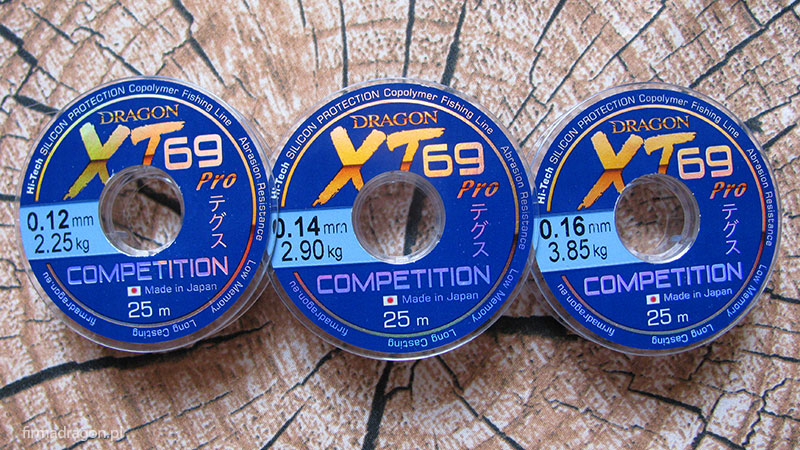 Hi-Tech SILICON PROTECTION Copolymer Fishing Line
DRAGON
XT69
Pro
テグス
0.12 mm
2.25 kg
COMPETITION
Made in Japan
25 m
Abrasion Resistance
Low Memory
Long Casting
firmadragon.eu
Hi-Tech SILICON PROTECTION Copolymer Fishing Line
DRAGON
XT69
Pro
テグス
0.14 mm
2.90 kg
COMPETITION
Made in Japan
25 m
Abrasion Resistance
Low Memory
Long Casting
firmadragon.eu
Hi-Tech SILICON PROTECTION Copolymer Fishing Line
DRAGON
XT69
Pro
テグス
0.16 mm
3.85 kg
COMPETITION
Made in Japan
25 m
Abrasion Resistance
Low Memory
Long Casting
firmadragon.eu
firmadragon.pl